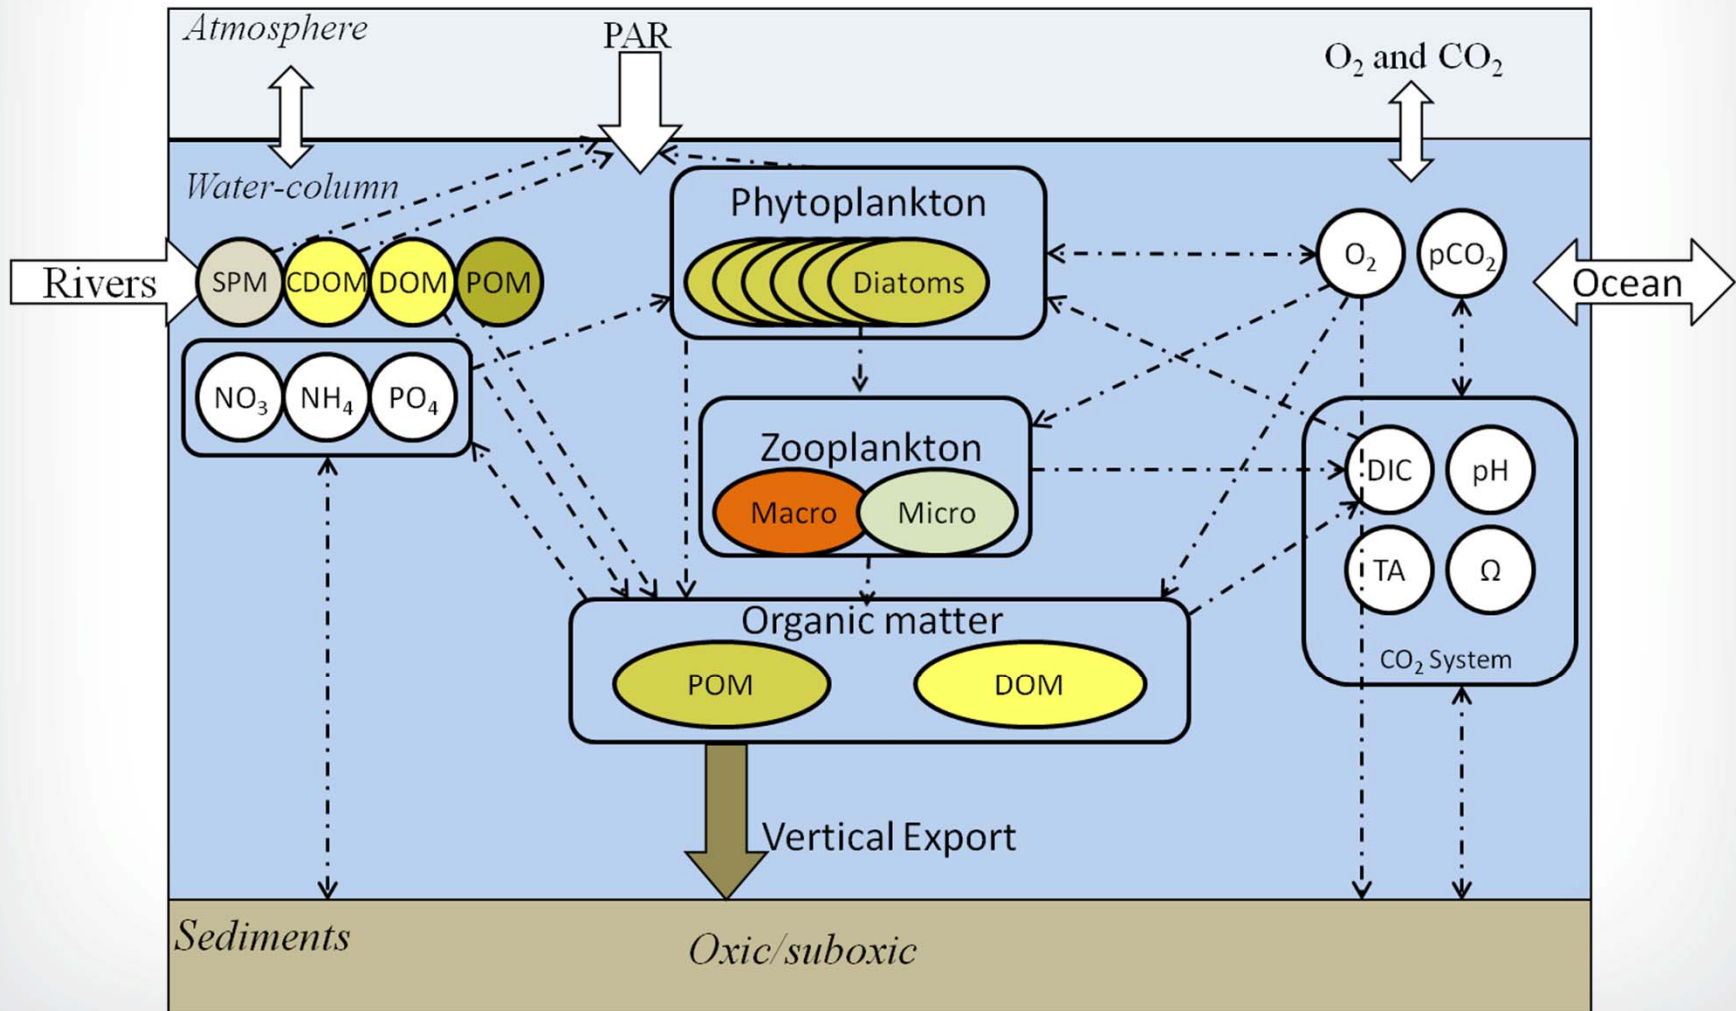 Atmosphere
PAR
O₂ and CO₂
Water-column
Phytoplankton
Rivers
SPM
CDOM
DOM
POM
Diatoms
O₂
pCO₂
Ocean
NO₃
NH₄
PO₄
Zooplankton
Macro
Micro
DIC
pH
TA
Ω
CO₂ System
Organic matter
POM
DOM
Vertical Export
Sediments
Oxic/suboxic